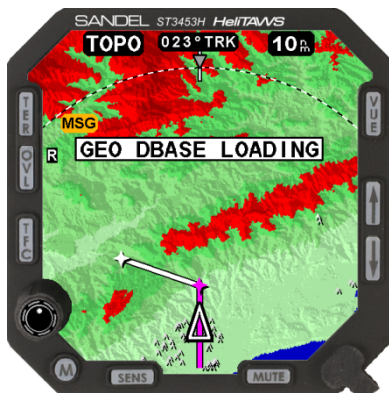 SANDEL ST3453H HeliTAWS
TOPO 023° TRK 10 nm
MSG
R
GEO DBASE LOADING
TER
OVL
TFC
VUE
M
SENS
MUTE